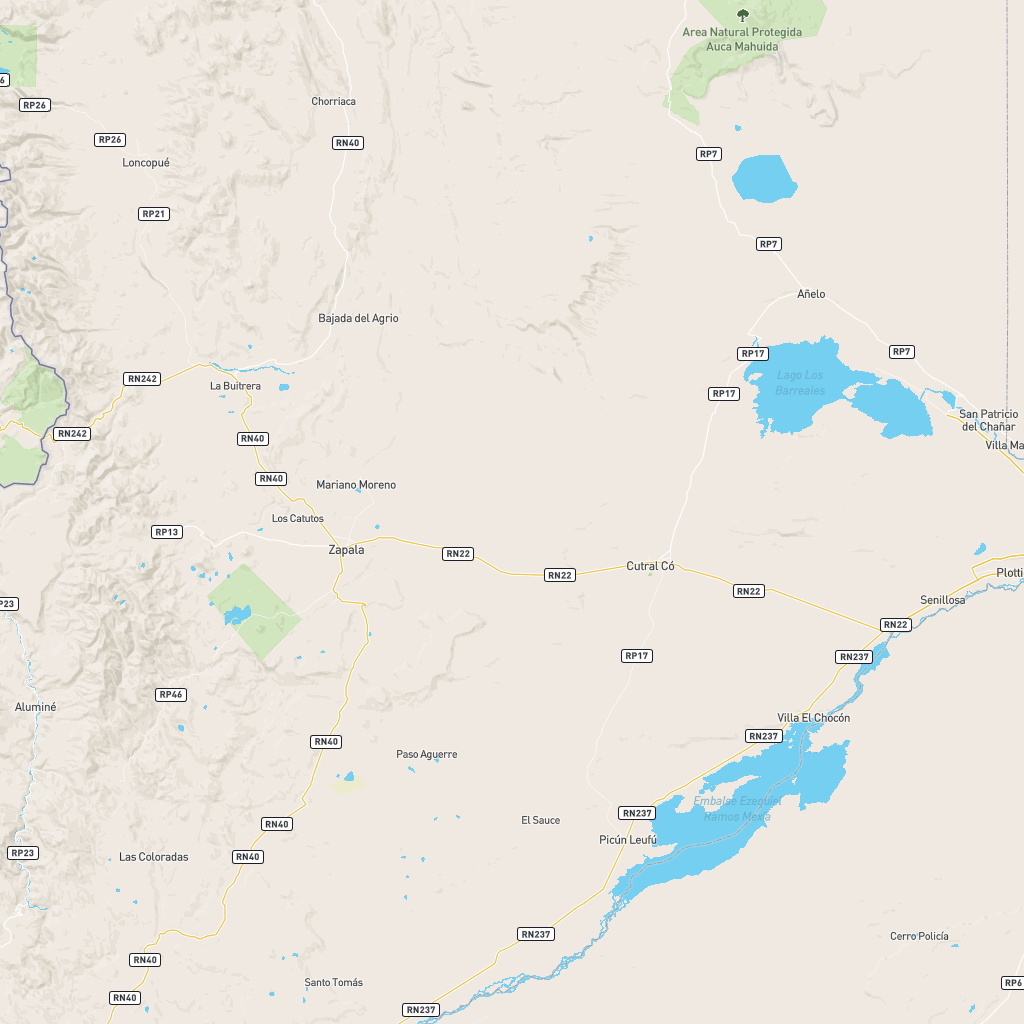 Area Natural Protegida
Auca Mahuida
6
RP26
Chorriaca
RP26
RN40
RP7
Loncopué
RP21
RP7
Añelo
Bajada del Agrio
RP17
RP7
Lago Los
Barreales
RN242
La Buitrera
RP17
San Patricio
del Chañar
RN242
RN40
Villa Ma
RN40
Mariano Moreno
Los Catutos
RP13
Zapala
RN22
Cutral Có
RN22
Plotti
RN22
Senillosa
P23
RN22
RP17
RN237
RP46
Aluminé
Villa El Chocón
RN40
RN237
Paso Aguerre
Embalse Ezequiel
Ramos Mexía
RN237
El Sauce
RN40
Picún Leufú
RP23
Las Coloradas
RN40
RN237
Cerro Policía
RN40
Santo Tomás
RP6
RN40
RN237